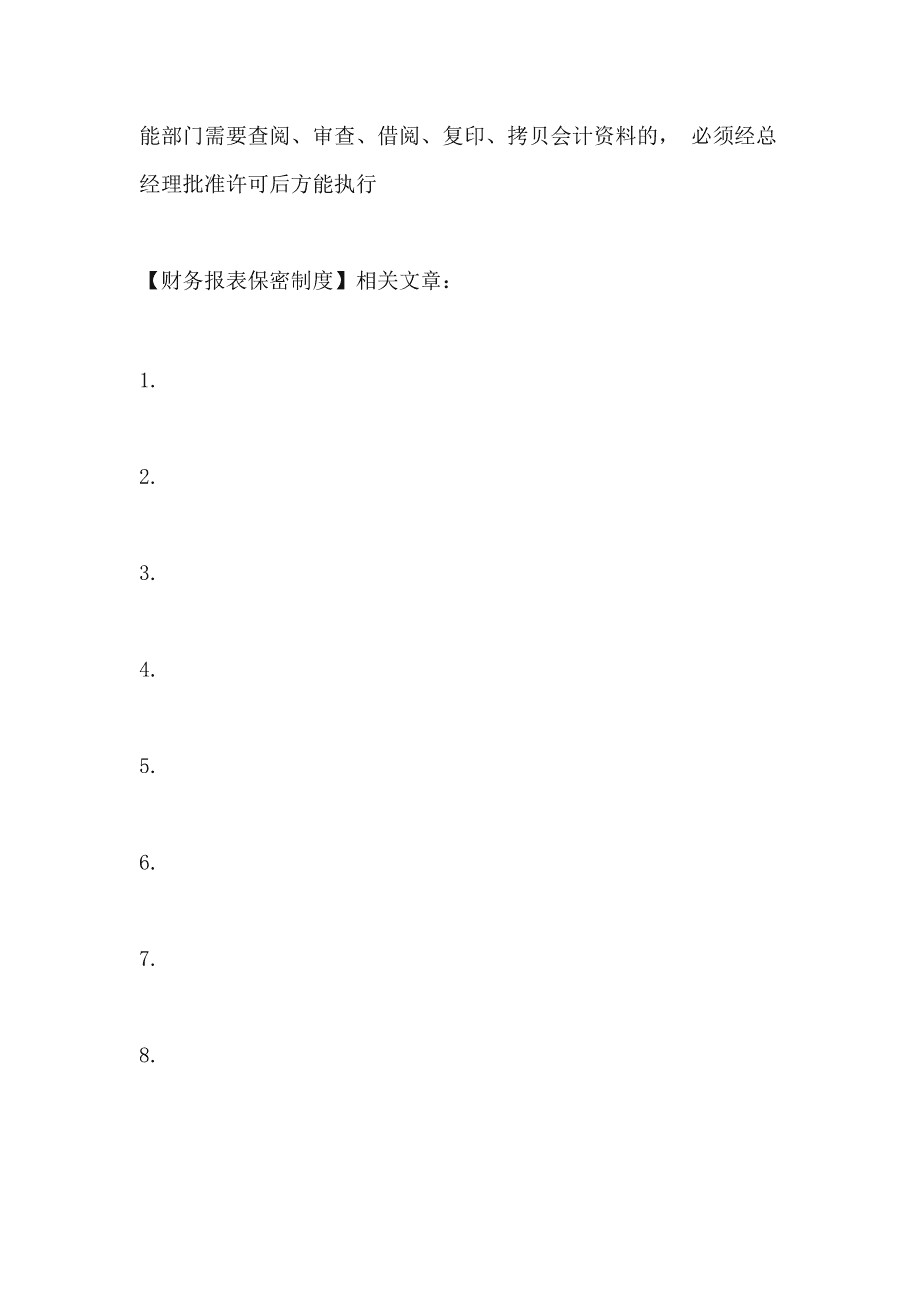 能部门需要查阅、审查、借阅、复印、拷贝会计资料的， 必须经总
经理批准许可后方能执行
【财务报表保密制度】相关文章：
1.
2.
3.
4.
5.
6.
7.
8.